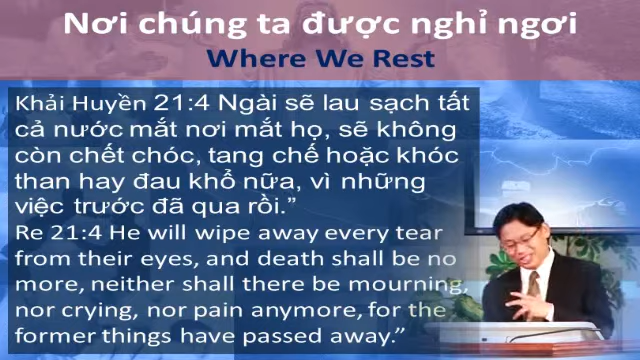 Nơi chúng ta được nghỉ ngơi
Where We Rest
Khải Huyền 21:4 Ngài sẽ lau sạch tất
cả nước mắt nơi mắt họ, sẽ không
còn chết chóc, tang chế hoặc khóc
than hay đau khổ nữa, vì những
việc trước đã qua rồi.”
Re 21:4 He will wipe away every tear
from their eyes, and death shall be no
more, neither shall there be mourning,
nor crying, nor pain anymore, for the
former things have passed away.”